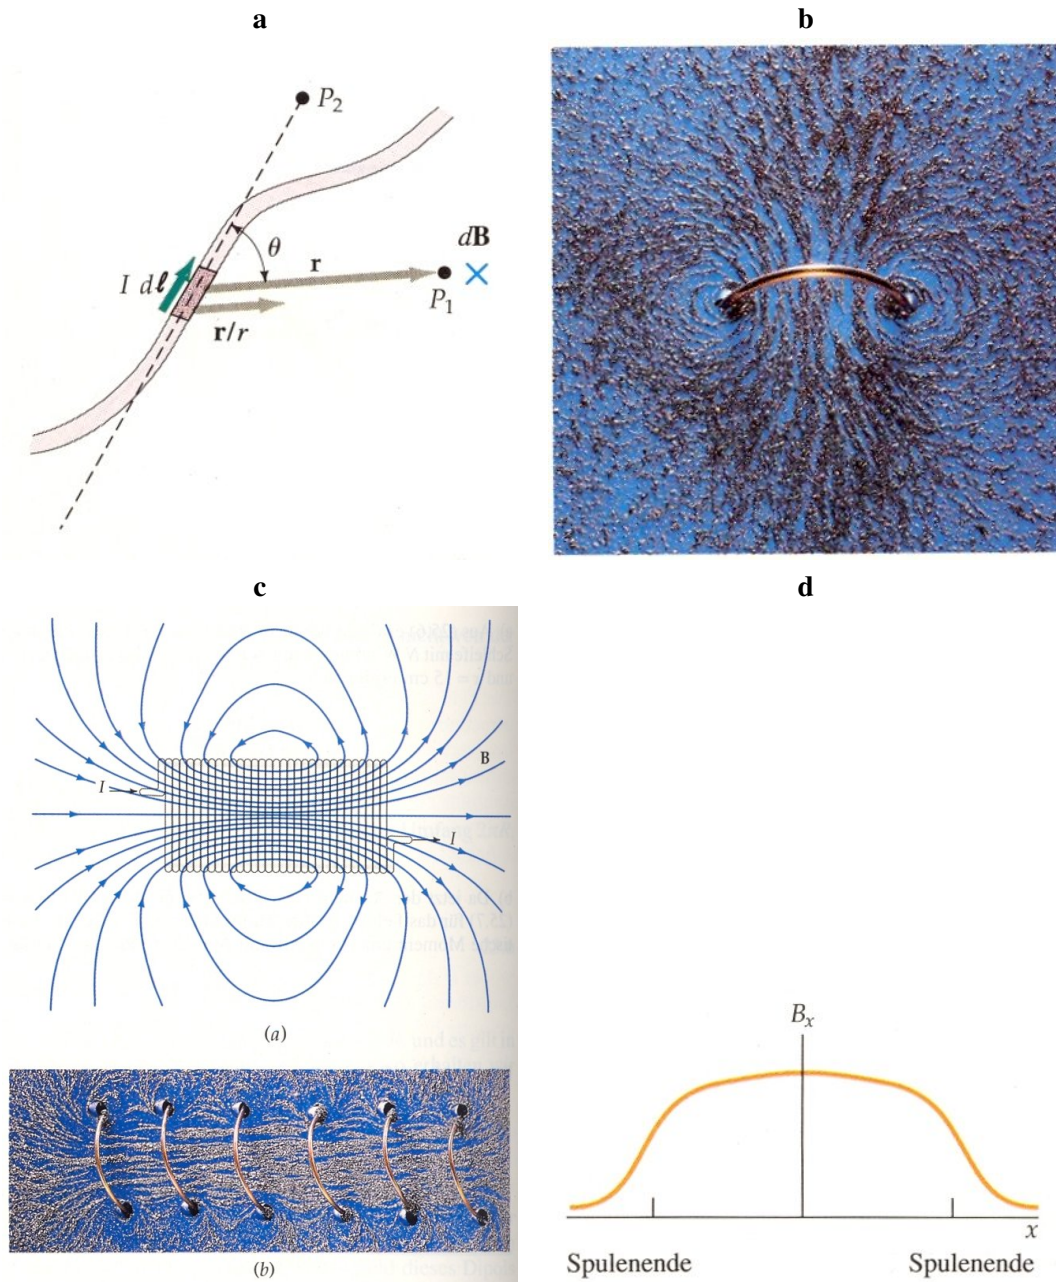 a
b
P₂
θ
dB
I dℓ
r
P₁
r/r
c
d
B
I
I
(a)
(b)
Bₓ
x
Spulenende Spulenende